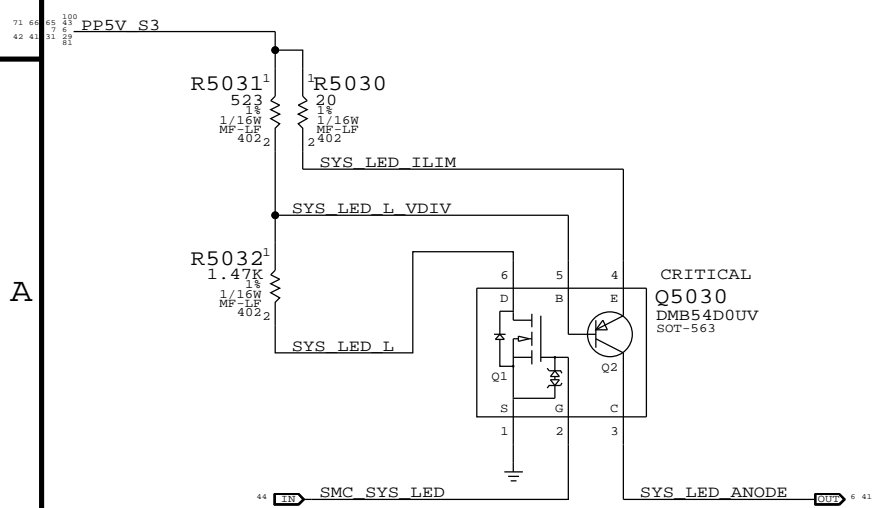 100
71 66 65 43
7 6
42 41 31 29
81
PP5V S3
R5031 1
523
1%
1/16W
MF-LF
402 2
1 R5030
20
1%
1/16W
MF-LF
2 402
SYS_LED_ILIM
SYS_LED_L_VDIV
R5032 1
1.47K
1%
1/16W
MF-LF
402 2
SYS_LED_L
A
6 5 4
D B E
CRITICAL
Q5030
DMB54D0UV
SOT-563
Q1
Q2
S G C
1 2 3
44 IN SMC_SYS_LED
SYS_LED_ANODE OUT 6 41